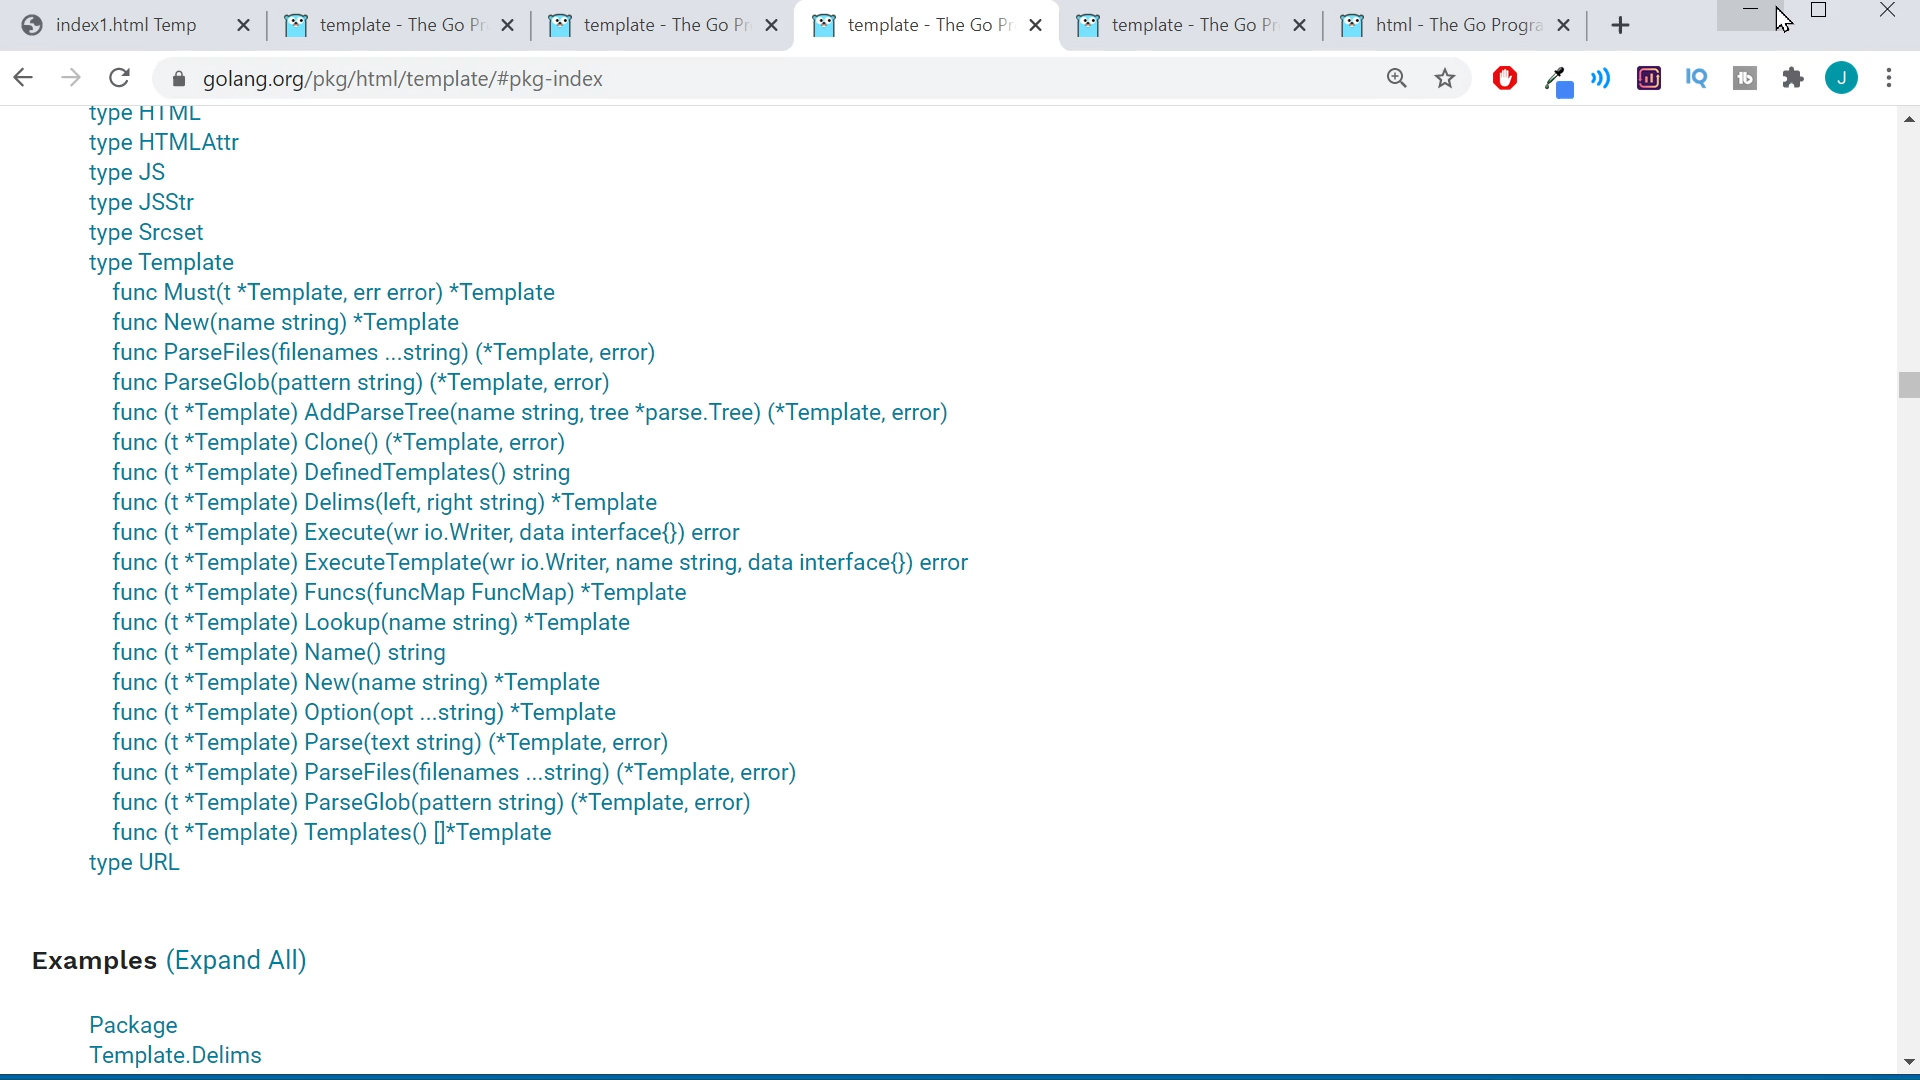 index1.html Temp
template - The Go Pr
template - The Go Pr
template - The Go Pr
template - The Go Pr
html - The Go Progra
golang.org/pkg/html/template/#pkg-index
IQ
tb
J
type HTML
type HTMLAttr
type JS
type JSStr
type Srcset
type Template
func Must(t *Template, err error) *Template
func New(name string) *Template
func ParseFiles(filenames ...string) (*Template, error)
func ParseGlob(pattern string) (*Template, error)
func (t *Template) AddParseTree(name string, tree *parse.Tree) (*Template, error)
func (t *Template) Clone() (*Template, error)
func (t *Template) DefinedTemplates() string
func (t *Template) Delims(left, right string) *Template
func (t *Template) Execute(wr io.Writer, data interface{}) error
func (t *Template) ExecuteTemplate(wr io.Writer, name string, data interface{}) error
func (t *Template) Funcs(funcMap FuncMap) *Template
func (t *Template) Lookup(name string) *Template
func (t *Template) Name() string
func (t *Template) New(name string) *Template
func (t *Template) Option(opt ...string) *Template
func (t *Template) Parse(text string) (*Template, error)
func (t *Template) ParseFiles(filenames ...string) (*Template, error)
func (t *Template) ParseGlob(pattern string) (*Template, error)
func (t *Template) Templates() []*Template
type URL
Examples (Expand All)
Package
Template.Delims